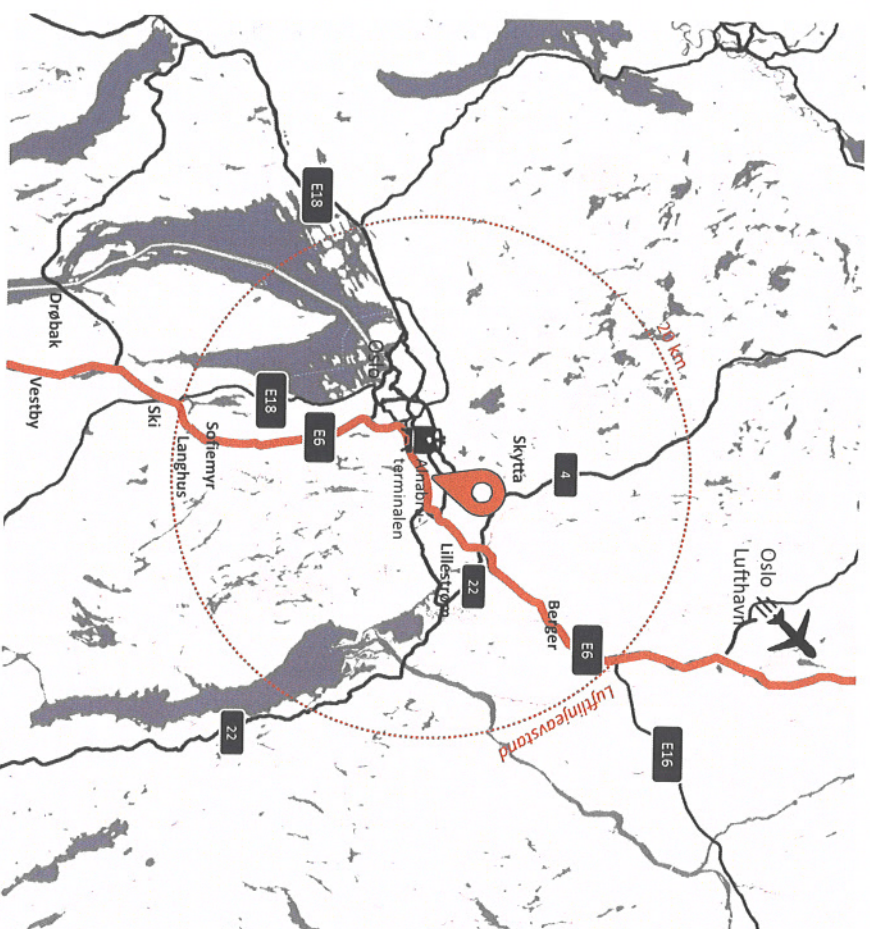 20 km
E18
4
Skytta
Oslo
Lufthavn
Oslo
Alnabru-
terminalen
22
Berger
E6
Lillestrøm
Luftlinjeavstand
E16
Drøbak
E18
E6
Vestby
Ski
Sofiemyr
Langhus
22